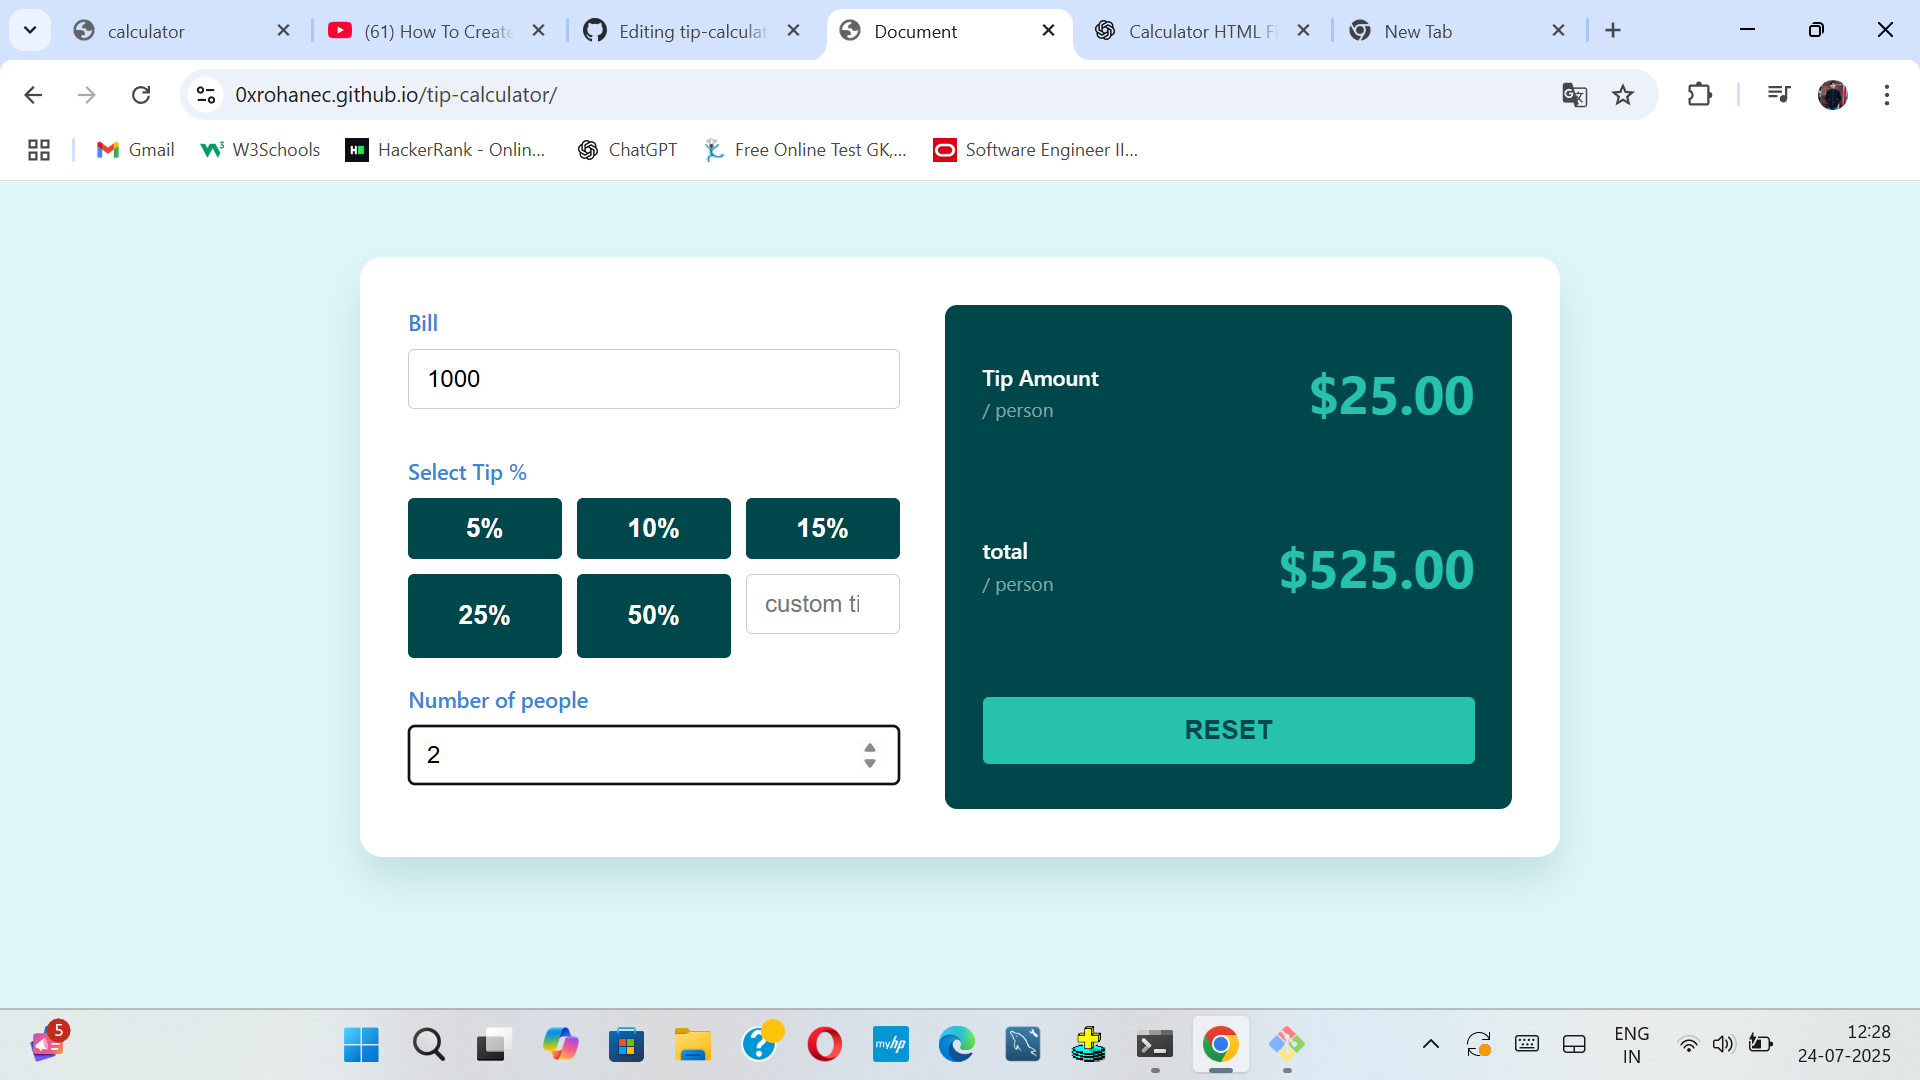 calculator
(61) How To Create
Editing tip-calculat
Document
Calculator HTML Fi
New Tab
0xrohanec.github.io/tip-calculator/
Gmail
W3Schools
HackerRank - Onlin...
ChatGPT
Free Online Test GK,...
Software Engineer II...
Bill
1000
Select Tip %
5% 10% 15%
25% 50% custom ti
Number of people
2
Tip Amount
/ person
$25.00
total
/ person
$525.00
RESET
5
myhp
ENG
IN
12:28
24-07-2025